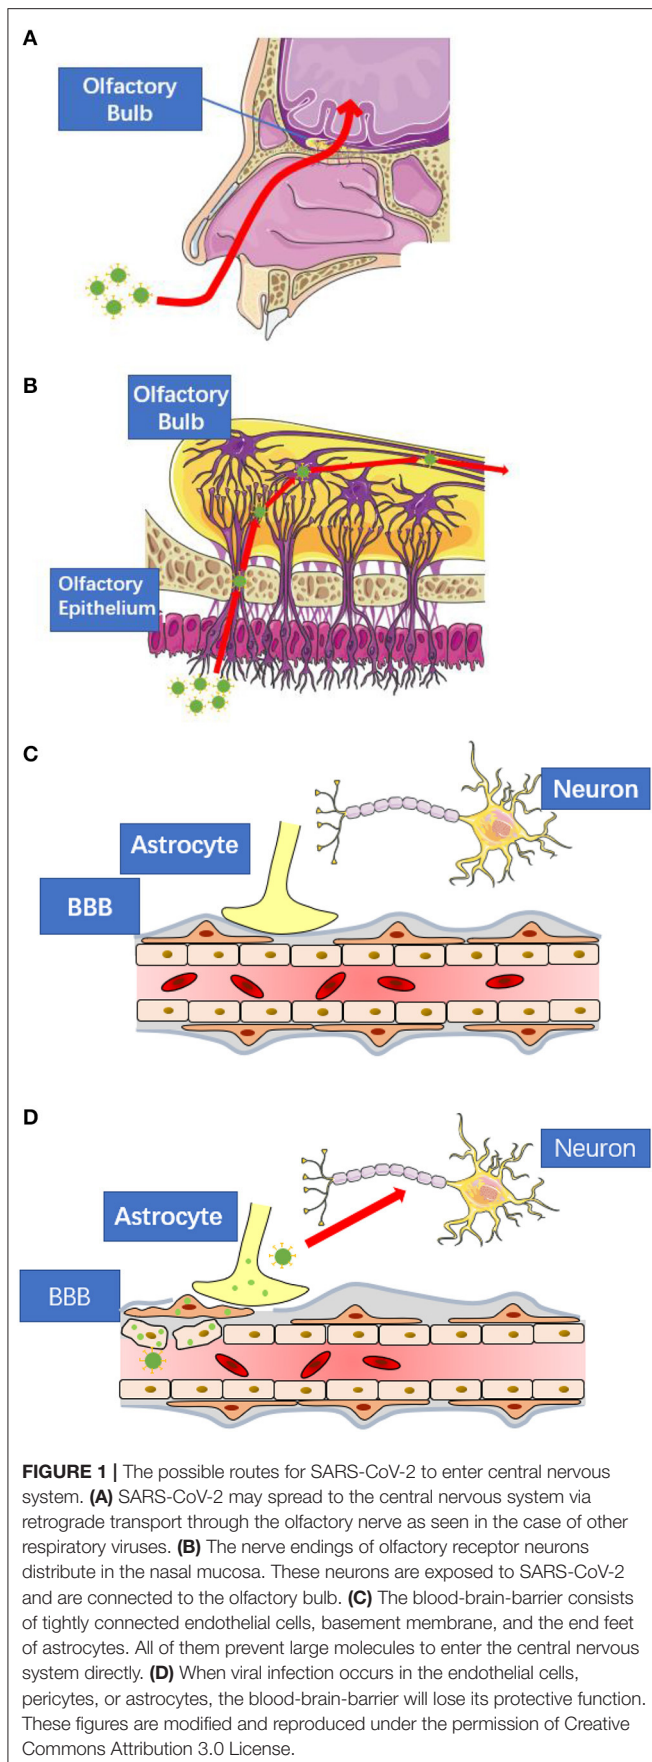 A
Olfactory
Bulb
B
Olfactory
Bulb
Olfactory
Epithelium
C
Neuron
Astrocyte
BBB
D
Neuron
Astrocyte
BBB
FIGURE 1 | The possible routes for SARS-CoV-2 to enter central nervous
system. (A) SARS-CoV-2 may spread to the central nervous system via
retrograde transport through the olfactory nerve as seen in the case of other
respiratory viruses. (B) The nerve endings of olfactory receptor neurons
distribute in the nasal mucosa. These neurons are exposed to SARS-CoV-2
and are connected to the olfactory bulb. (C) The blood-brain-barrier consists
of tightly connected endothelial cells, basement membrane, and the end feet
of astrocytes. All of them prevent large molecules to enter the central nervous
system directly. (D) When viral infection occurs in the endothelial cells,
pericytes, or astrocytes, the blood-brain-barrier will lose its protective function.
These figures are modified and reproduced under the permission of Creative
Commons Attribution 3.0 License.